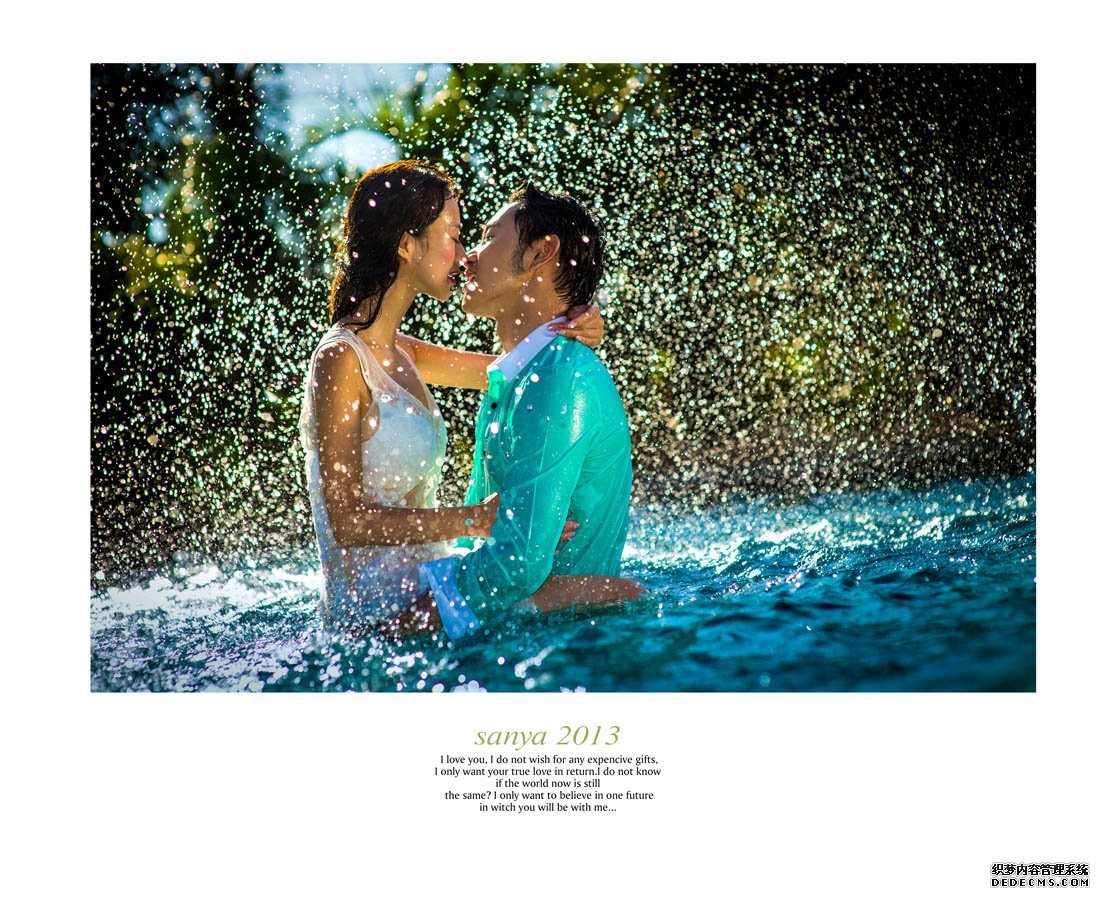 sanya 2013
I love you, I do not wish for any expencive gifts,
I only want your true love in return.I do not know
if the world now is still
the same? I only want to believe in one future
in witch you will be with me...
织梦内容管理系统
DEDECMS.COM